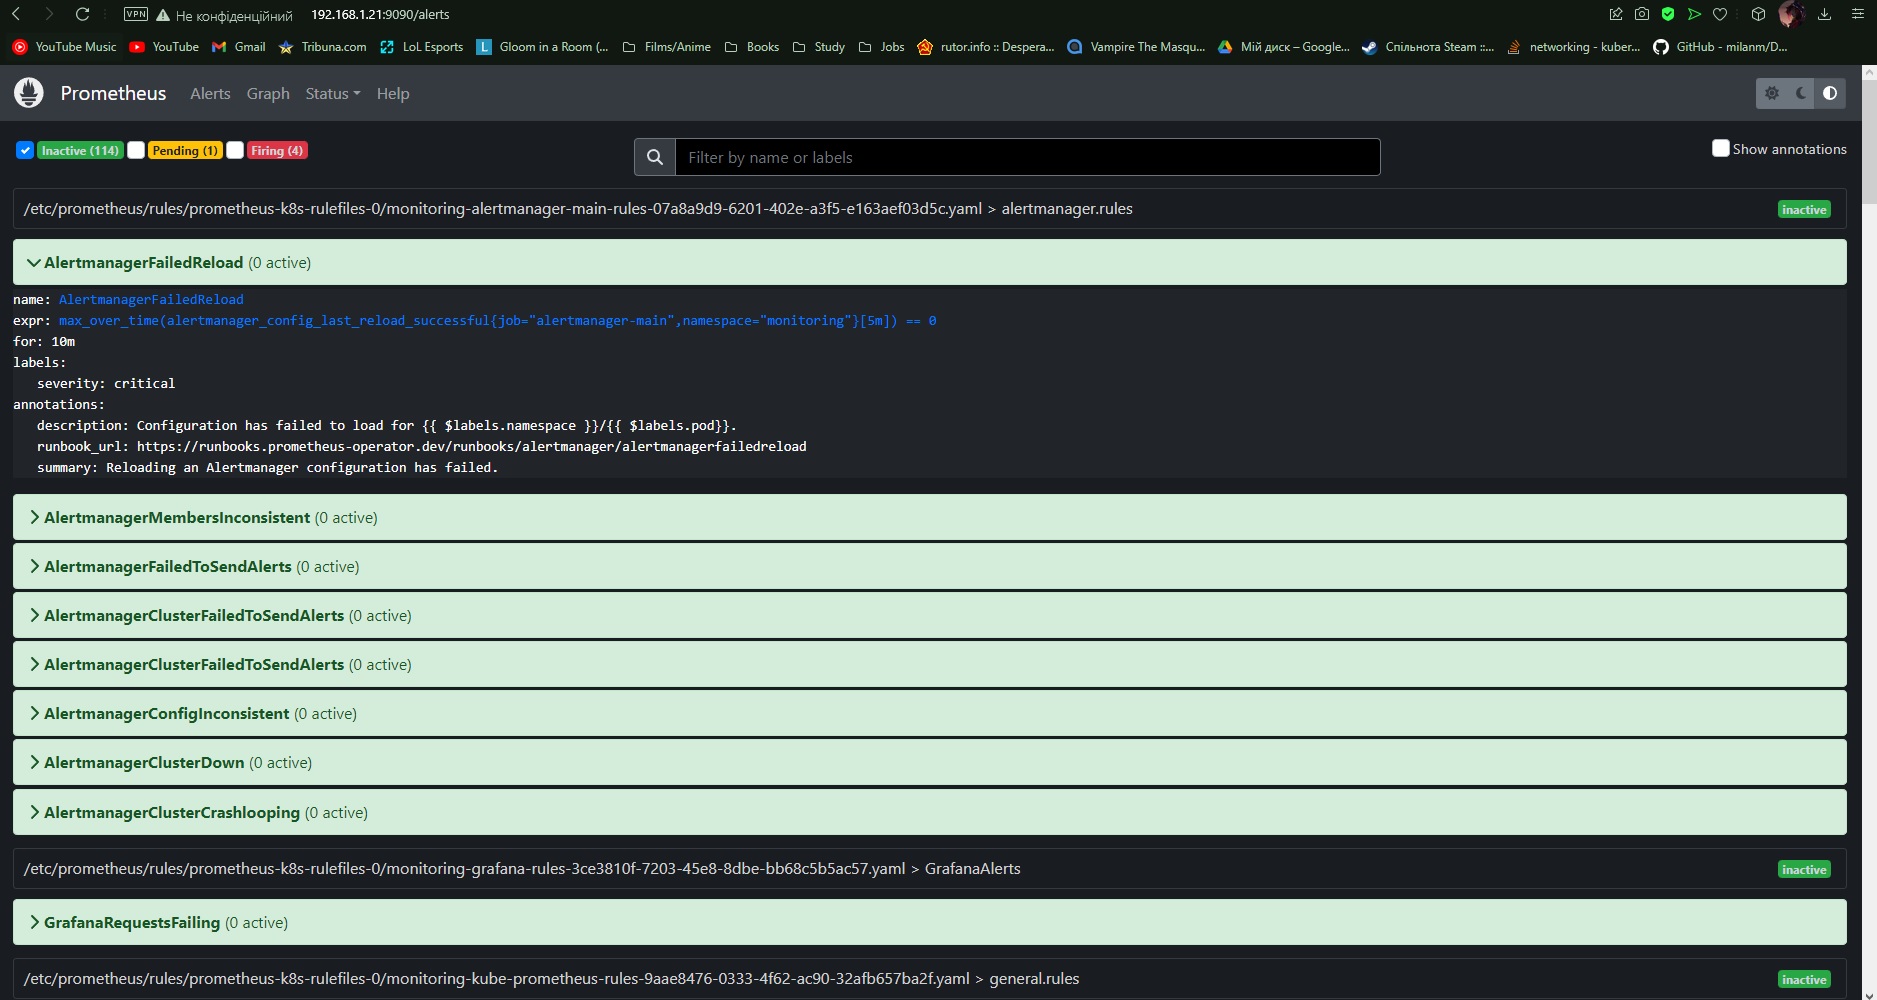 VPN Не конфіденційний 192.168.1.21:9090/alerts
YouTube Music YouTube Gmail Tribuna.com LoL Esports L Gloom in a Room (... Films/Anime Books Study Jobs rutor.info :: Despera... Vampire The Masqu... Мій диск – Google... Спільнота Steam ::... networking - kuber... GitHub - milanm/D...
Prometheus Alerts Graph Status Help
Inactive (114) Pending (1) Firing (4) Filter by name or labels Show annotations
/etc/prometheus/rules/prometheus-k8s-rulefiles-0/monitoring-alertmanager-main-rules-07a8a9d9-6201-402e-a3f5-e163aef03d5c.yaml > alertmanager.rules inactive
AlertmanagerFailedReload (0 active)
name: AlertmanagerFailedReload
expr: max_over_time(alertmanager_config_last_reload_successful{job="alertmanager-main",namespace="monitoring"}[5m]) == 0
for: 10m
labels:
severity: critical
annotations:
description: Configuration has failed to load for {{ $labels.namespace }}/{{ $labels.pod}}.
runbook_url: https://runbooks.prometheus-operator.dev/runbooks/alertmanager/alertmanagerfailedreload
summary: Reloading an Alertmanager configuration has failed.
AlertmanagerMembersInconsistent (0 active)
AlertmanagerFailedToSendAlerts (0 active)
AlertmanagerClusterFailedToSendAlerts (0 active)
AlertmanagerClusterFailedToSendAlerts (0 active)
AlertmanagerConfigInconsistent (0 active)
AlertmanagerClusterDown (0 active)
AlertmanagerClusterCrashlooping (0 active)
/etc/prometheus/rules/prometheus-k8s-rulefiles-0/monitoring-grafana-rules-3ce3810f-7203-45e8-8dbe-bb68c5b5ac57.yaml > GrafanaAlerts inactive
GrafanaRequestsFailing (0 active)
/etc/prometheus/rules/prometheus-k8s-rulefiles-0/monitoring-kube-prometheus-rules-9aae8476-0333-4f62-ac90-32afb657ba2f.yaml > general.rules inactive